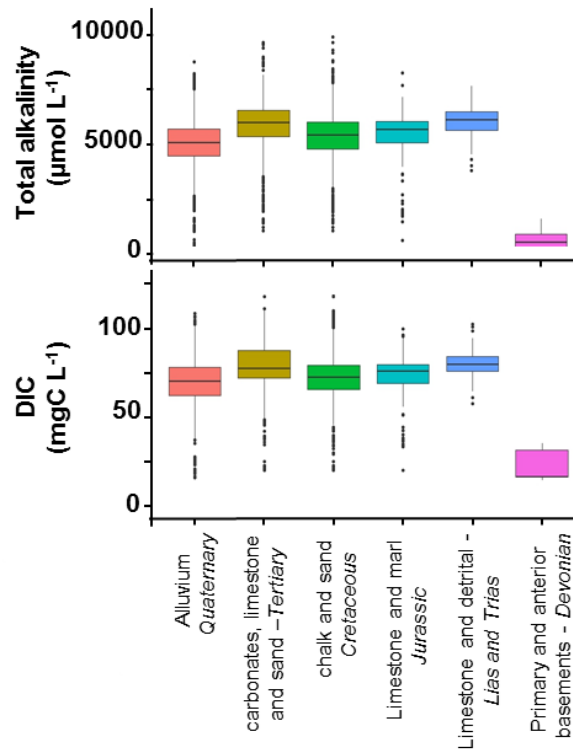 Total alkalinity
(µmol L⁻¹)
10000
5000
0
DIC
(mgC L⁻¹)
100
50
0
Alluvium
Quaternary
carbonates, limestone
and sand –Tertiary
chalk and sand
Cretaceous
Limestone and marl
Jurassic
Limestone and detrital -
Lias and Trias
Primary and anterior
basements - Devonian